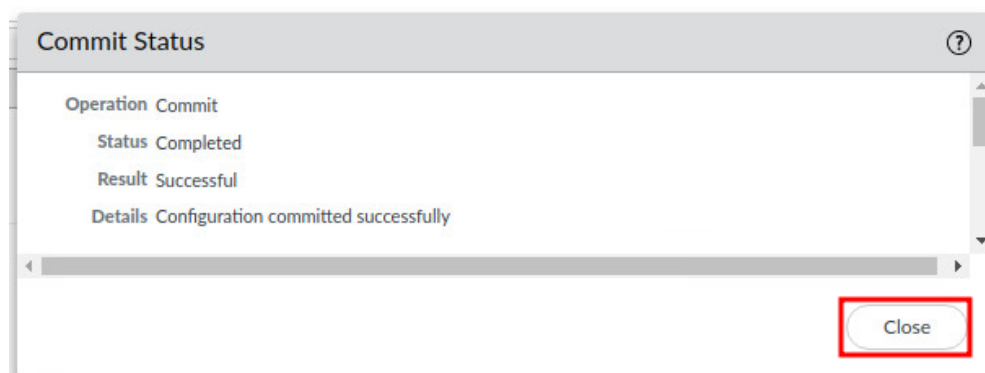 Commit Status
Operation Commit
Status Completed
Result Successful
Details Configuration committed successfully
Close